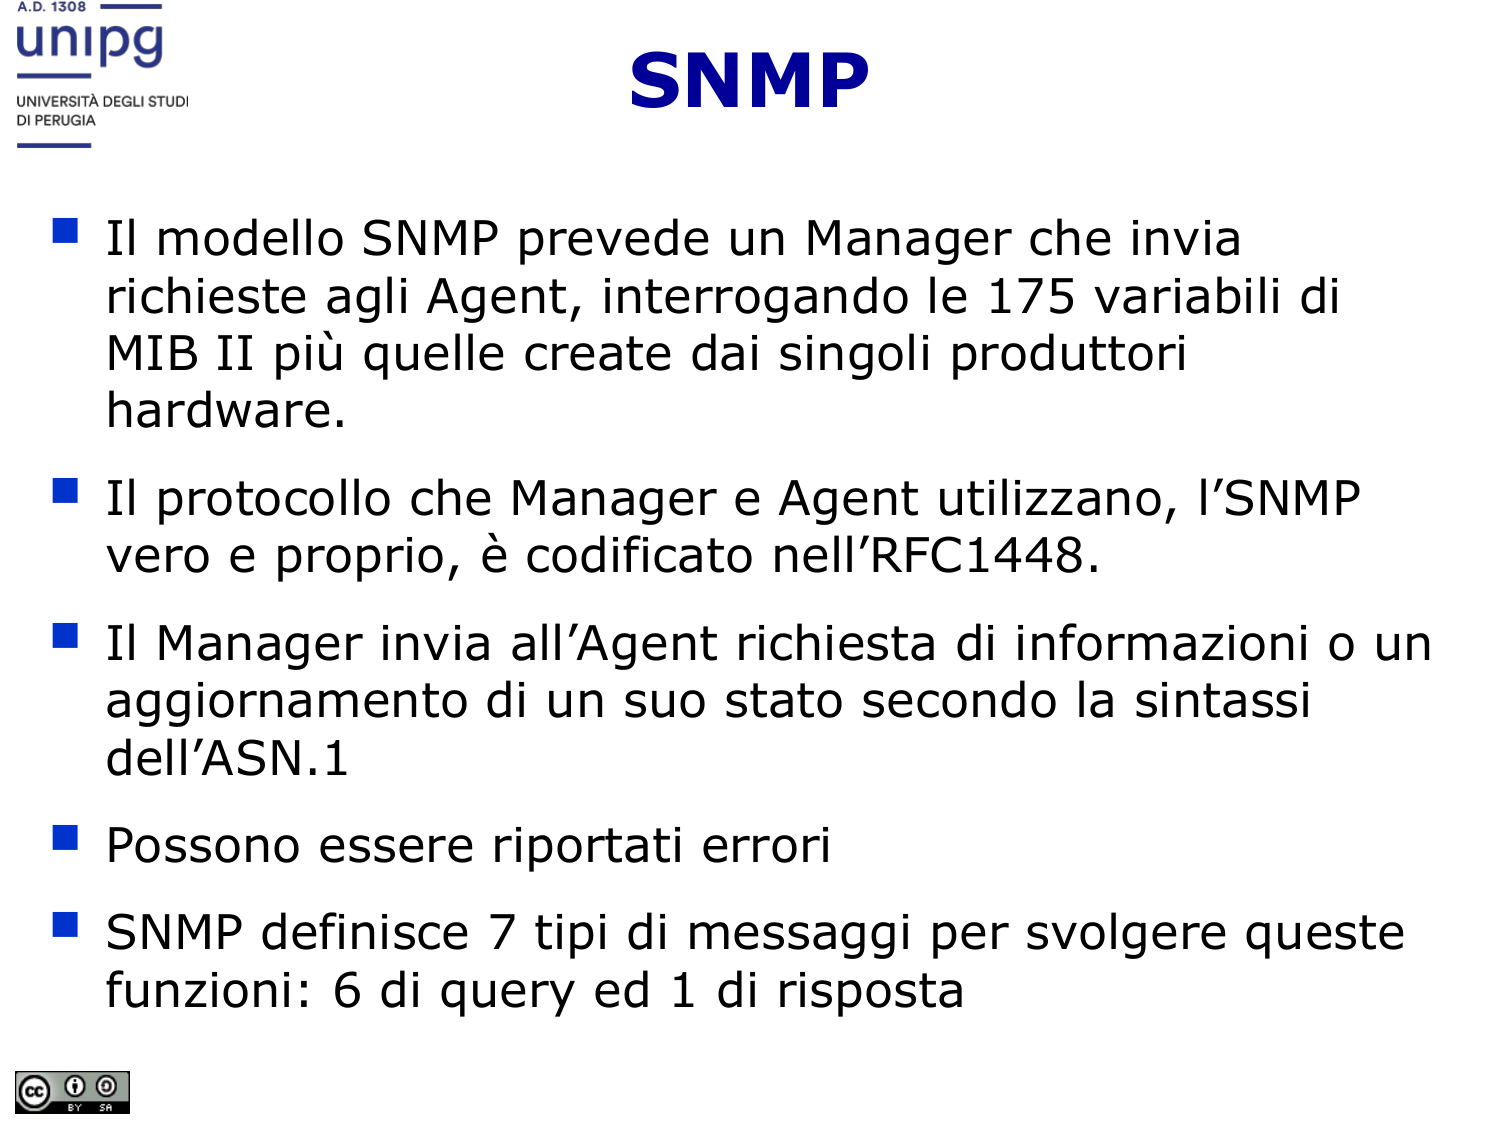 A.D. 1308
unipg
UNIVERSITÀ DEGLI STUDI
DI PERUGIA
SNMP
Il modello SNMP prevede un Manager che invia
richieste agli Agent, interrogando le 175 variabili di
MIB II più quelle create dai singoli produttori
hardware.
Il protocollo che Manager e Agent utilizzano, l’SNMP
vero e proprio, è codificato nell’RFC1448.
Il Manager invia all’Agent richiesta di informazioni o un
aggiornamento di un suo stato secondo la sintassi
dell’ASN.1
Possono essere riportati errori
SNMP definisce 7 tipi di messaggi per svolgere queste
funzioni: 6 di query ed 1 di risposta
cc
BY SA